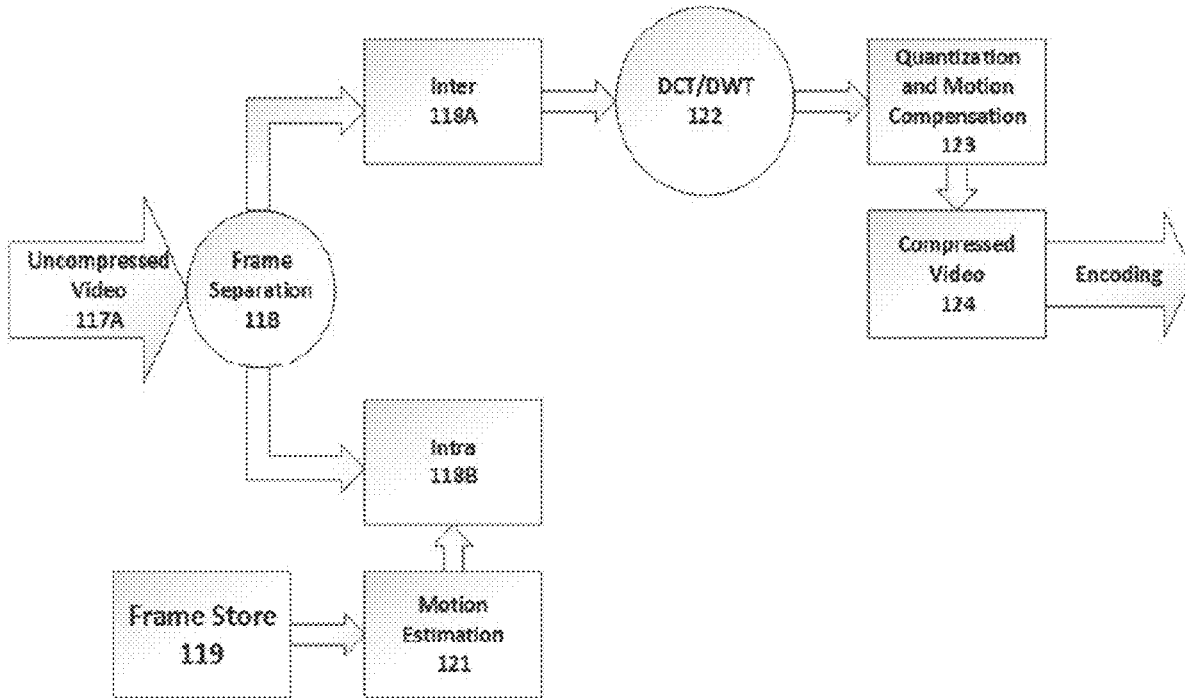 Inter
118A
DCT/DWT
122
Quantization
and Motion
Compensation
123
Uncompressed
Video
117A
Frame
Separation
118
Compressed
Video
124
Encoding
Intra
118B
Frame Store
119
Motion
Estimation
121